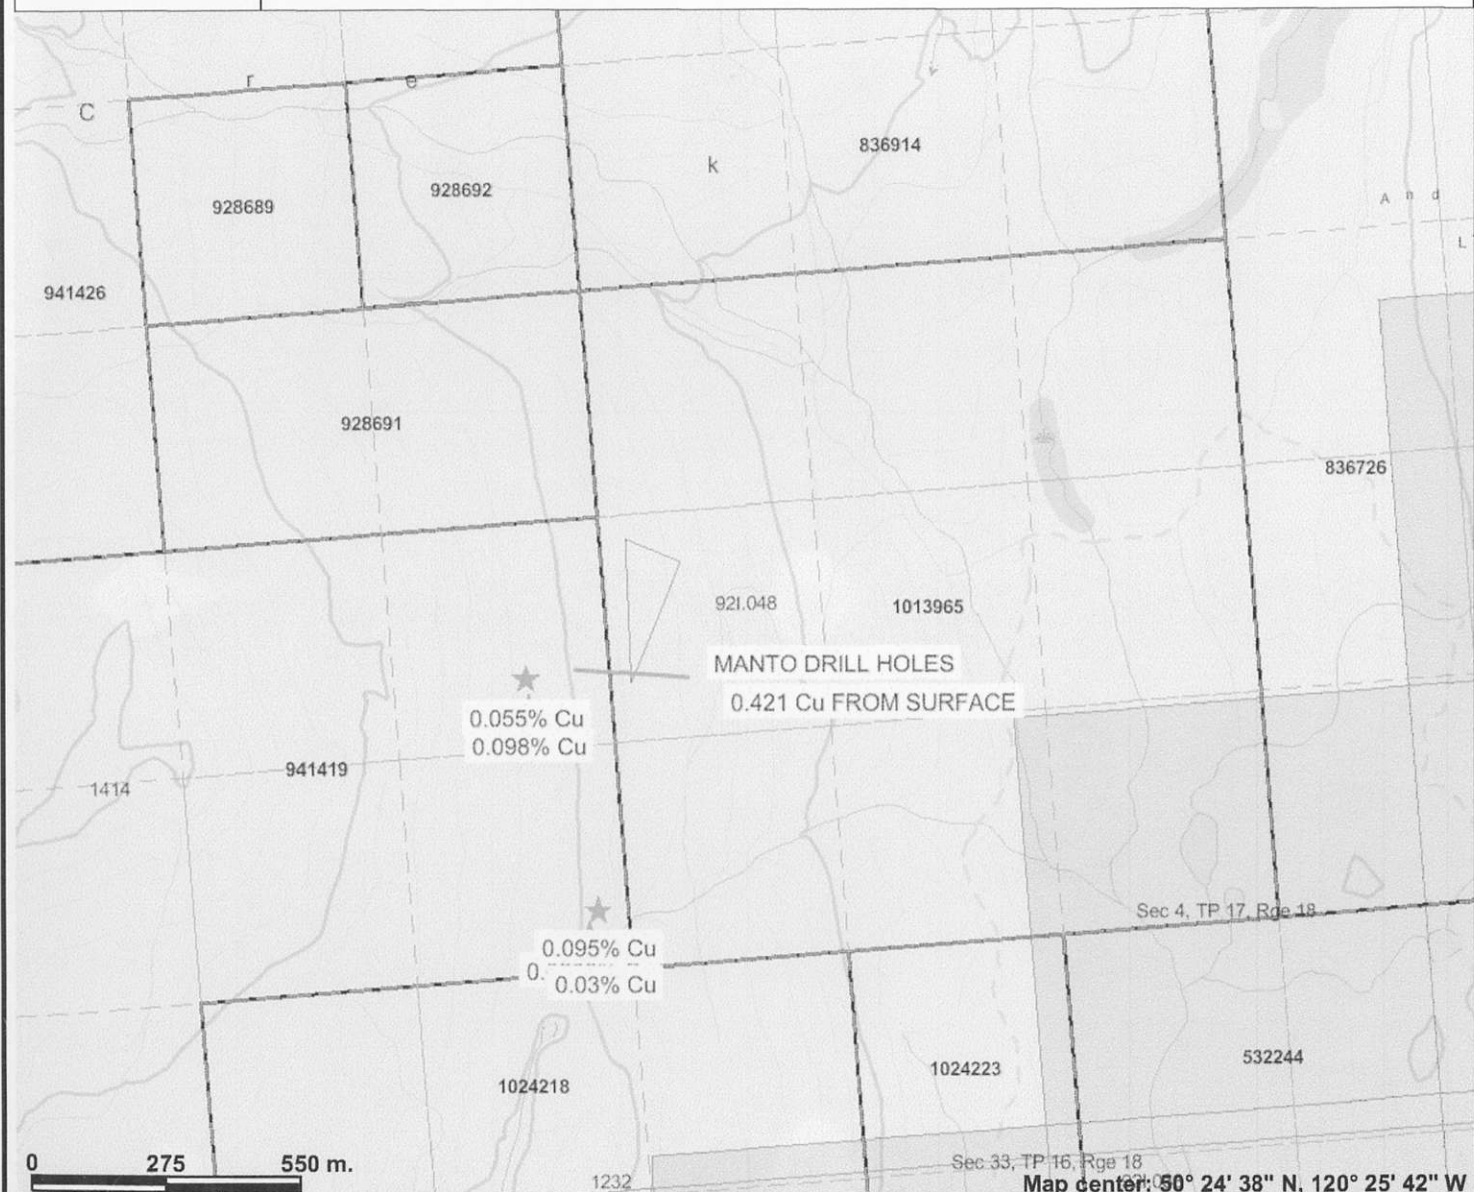 C r e
k
836914
928692
928689
And
L
941426
928691
836726
921.048
1013965
MANTO DRILL HOLES
0.421 Cu FROM SURFACE
0.055% Cu
0.098% Cu
941419
1414
Sec 4, TP 17, Rge 18
0.095% Cu
0.
0.03% Cu
532244
1024223
1024218
0 275 550 m.
Sec 33, TP 16, Rge 18
1232
Map center: 50° 24' 38" N, 120° 25' 42" W